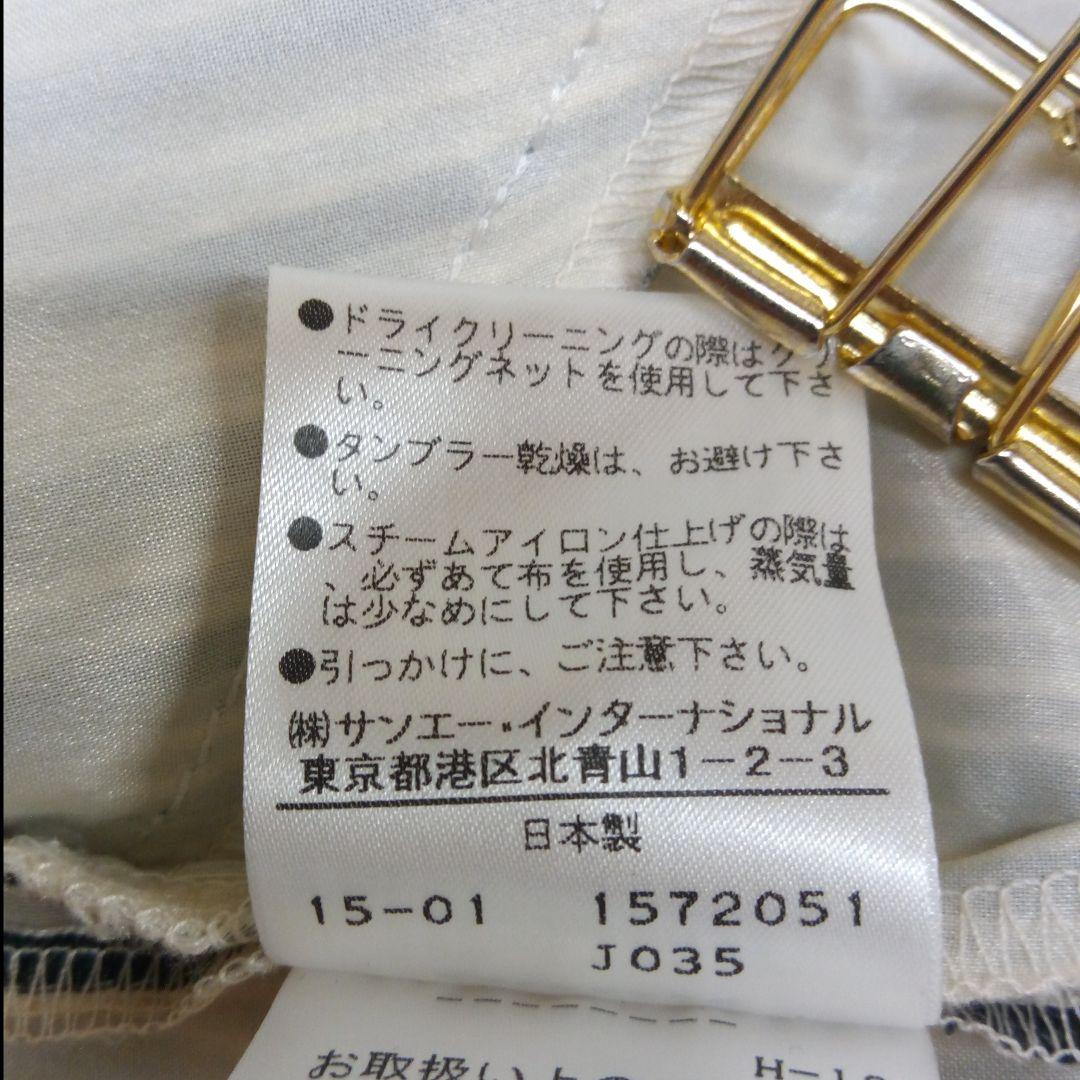 ●ドライクリーニングの際はクリ
ーニングネットを使用して下さ
い。
●タンブラー乾燥は、お避け下さ
い。
●スチームアイロン仕上げの際は
、必ずあて布を使用し、蒸気量
は少なめにして下さい。
●引っかけに、ご注意下さい。
㈱サンエー・インターナショナル
東京都港区北青山1-2-3
日本製
15-01 1572051
J035
お取扱い上の